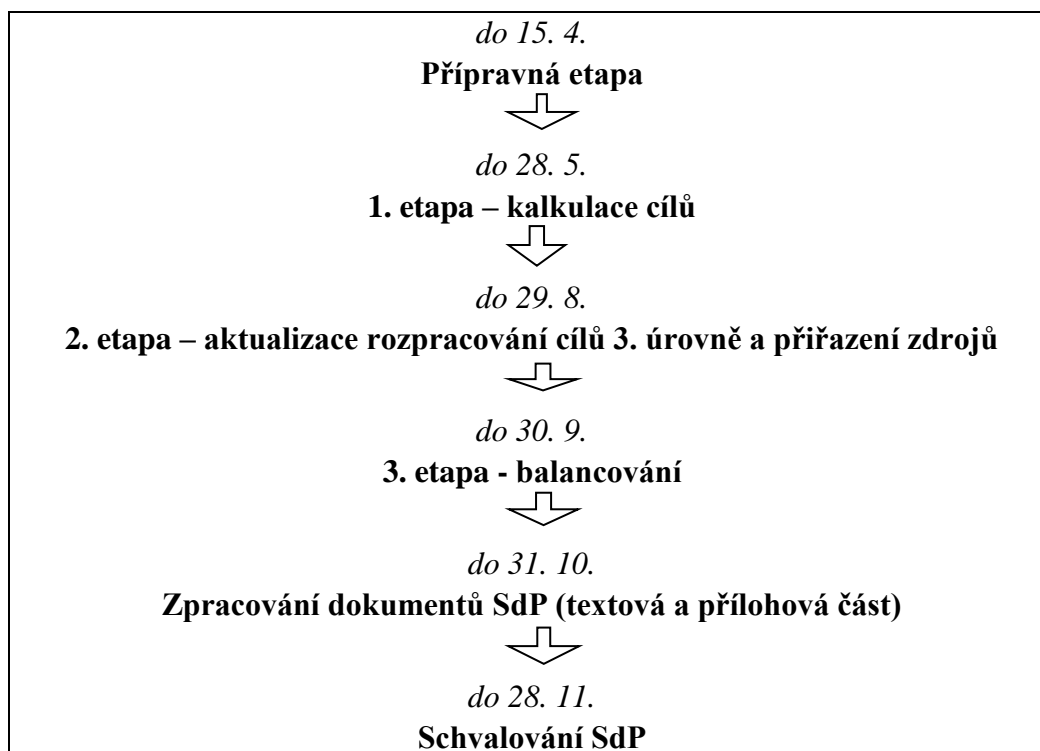 do 15. 4.
Přípravná etapa
do 28. 5.
1. etapa – kalkulace cílů
do 29. 8.
2. etapa – aktualizace rozpracování cílů 3. úrovně a přiřazení zdrojů
do 30. 9.
3. etapa - balancování
do 31. 10.
Zpracování dokumentů SdP (textová a přílohová část)
do 28. 11.
Schvalování SdP